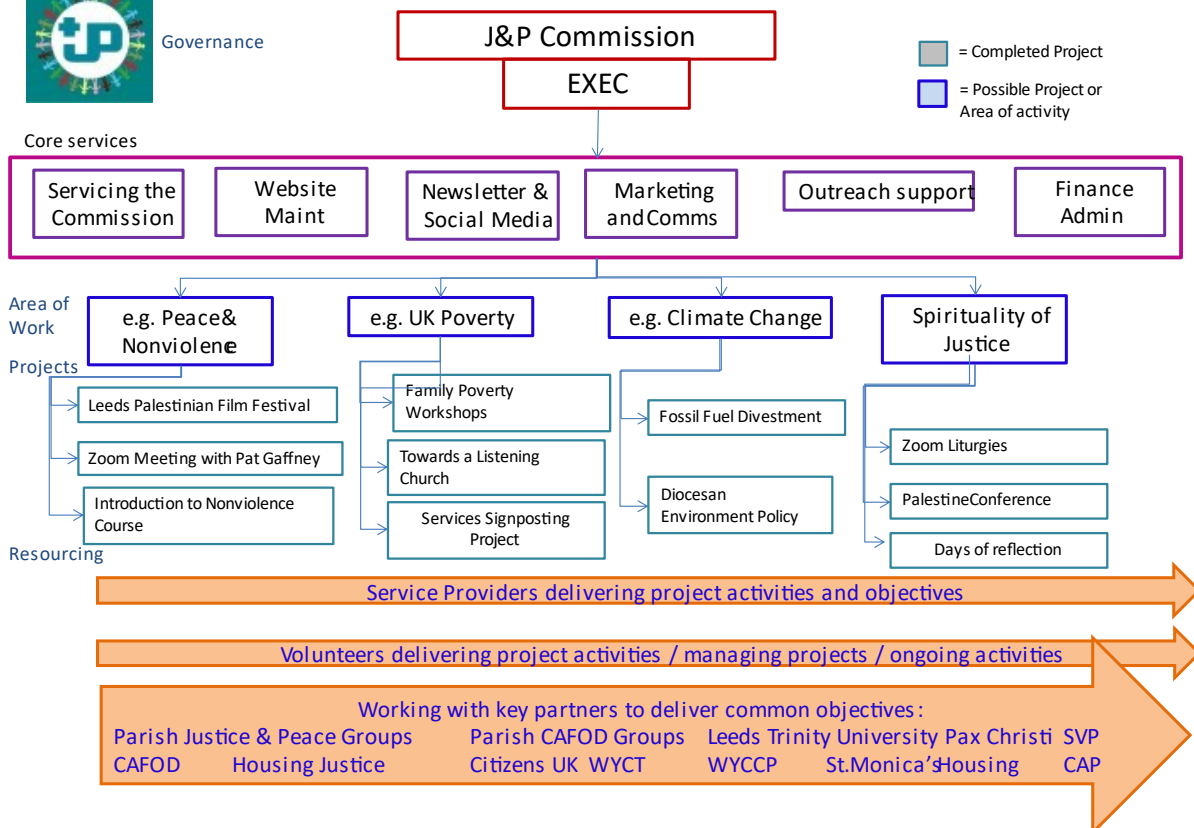 JP
Governance
J&P Commission
EXEC
= Completed Project
= Possible Project or
Area of activity
Core services
Servicing the
Commission
Website
Maint
Newsletter &
Social Media
Marketing
and Comms
Outreach support
Finance
Admin
Area of
Work
e.g. Peace &
Nonviolence
e.g. UK Poverty
e.g. Climate Change
Spirituality of
Justice
Projects
Leeds Palestinian Film Festival
Zoom Meeting with Pat Gaffney
Introduction to Nonviolence
Course
Family Poverty
Workshops
Towards a Listening
Church
Services Signposting
Project
Fossil Fuel Divestment
Diocesan
Environment Policy
Zoom Liturgies
Palestine Conference
Days of reflection
Resourcing
Service Providers delivering project activities and objectives
Volunteers delivering project activities / managing projects / ongoing activities
Working with key partners to deliver common objectives:
Parish Justice & Peace Groups Parish CAFOD Groups Leeds Trinity University Pax Christi SVP
CAFOD Housing Justice Citizens UK WYCT WYCCP St.Monica's Housing CAP